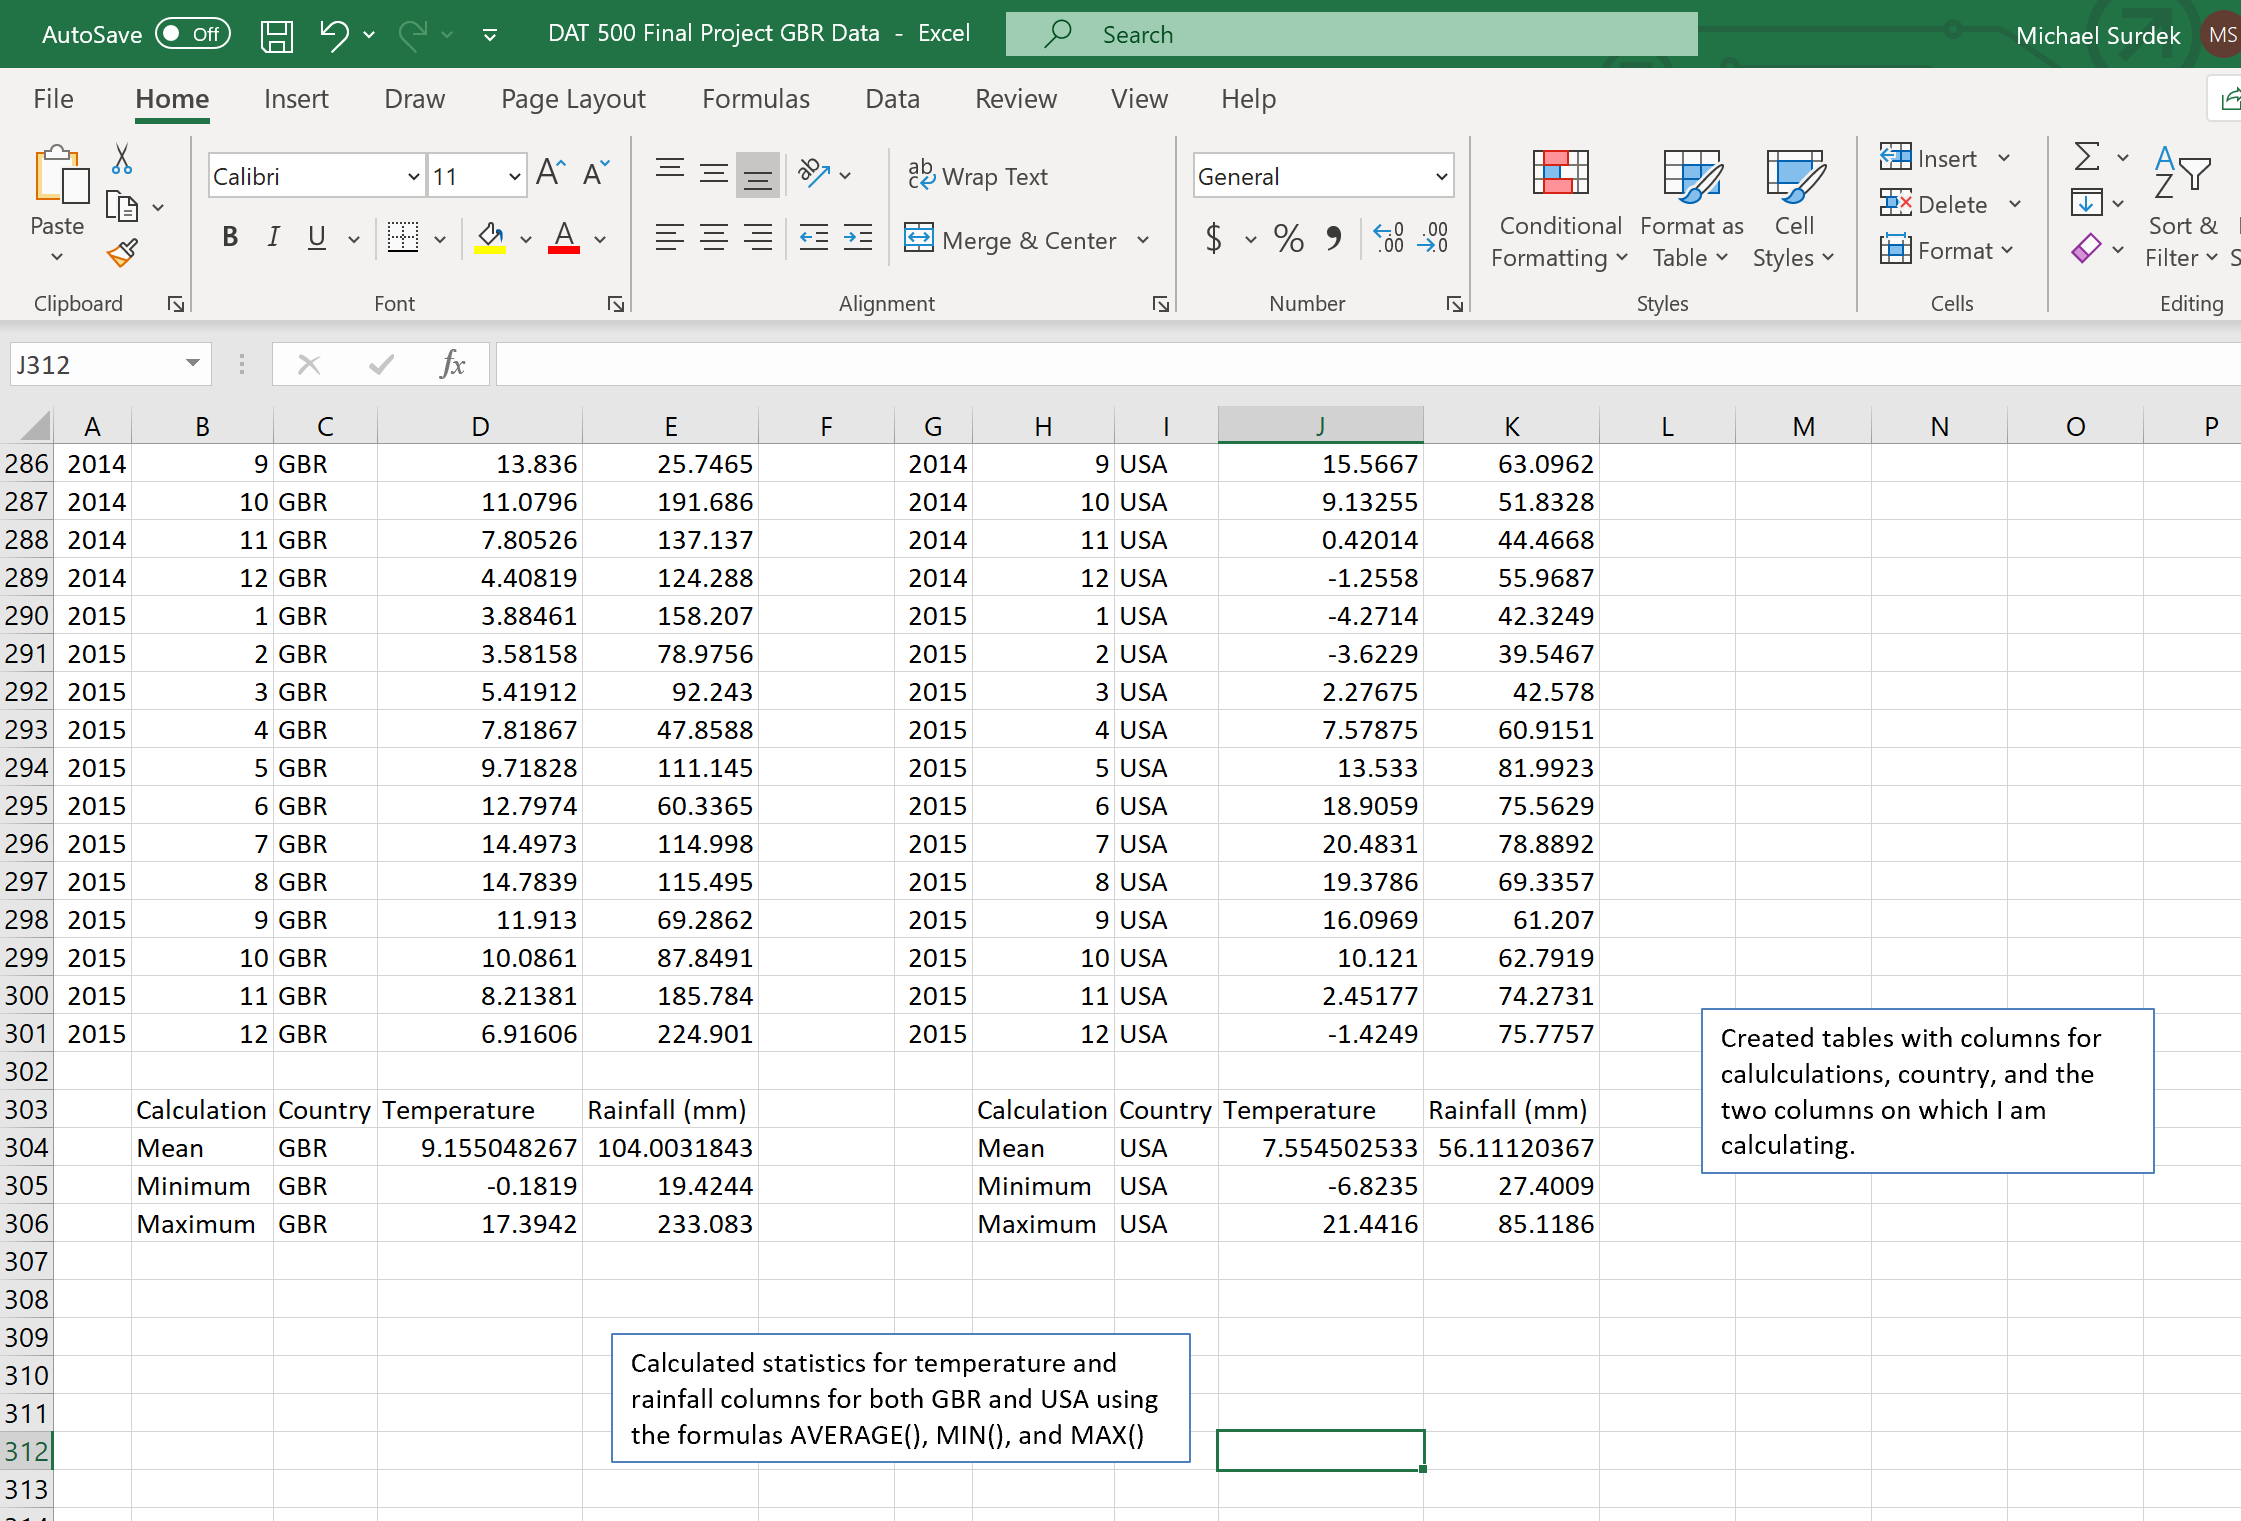 AutoSave Off DAT 500 Final Project GBR Data - Excel Search Michael Surdek MS
File Home Insert Draw Page Layout Formulas Data Review View Help
Paste
Calibri 11
B I U A
Wrap Text
Merge & Center
General
$ % 9 .00 .0
Conditional Formatting
Format as Table
Cell Styles
Insert
Delete
Format
Sort & Filter
Clipboard Font Alignment Number Styles Cells Editing
J312 fx
A B C D E F G H I J K L M N O P
286 2014 9 GBR 13.836 25.7465 2014 9 USA 15.5667 63.0962
287 2014 10 GBR 11.0796 191.686 2014 10 USA 9.13255 51.8328
288 2014 11 GBR 7.80526 137.137 2014 11 USA 0.42014 44.4668
289 2014 12 GBR 4.40819 124.288 2014 12 USA -1.2558 55.9687
290 2015 1 GBR 3.88461 158.207 2015 1 USA -4.2714 42.3249
291 2015 2 GBR 3.58158 78.9756 2015 2 USA -3.6229 39.5467
292 2015 3 GBR 5.41912 92.243 2015 3 USA 2.27675 42.578
293 2015 4 GBR 7.81867 47.8588 2015 4 USA 7.57875 60.9151
294 2015 5 GBR 9.71828 111.145 2015 5 USA 13.533 81.9923
295 2015 6 GBR 12.7974 60.3365 2015 6 USA 18.9059 75.5629
296 2015 7 GBR 14.4973 114.998 2015 7 USA 20.4831 78.8892
297 2015 8 GBR 14.7839 115.495 2015 8 USA 19.3786 69.3357
298 2015 9 GBR 11.913 69.2862 2015 9 USA 16.0969 61.207
299 2015 10 GBR 10.0861 87.8491 2015 10 USA 10.121 62.7919
300 2015 11 GBR 8.21381 185.784 2015 11 USA 2.45177 74.2731
301 2015 12 GBR 6.91606 224.901 2015 12 USA -1.4249 75.7757
302
303 Calculation Country Temperature Rainfall (mm) Calculation Country Temperature Rainfall (mm)
304 Mean GBR 9.155048267 104.0031843 Mean USA 7.554502533 56.11120367
305 Minimum GBR -0.1819 19.4244 Minimum USA -6.8235 27.4009
306 Maximum GBR 17.3942 233.083 Maximum USA 21.4416 85.1186
307
308
309
310
311
312
313
Created tables with columns for
calulculations, country, and the
two columns on which I am
calculating.
Calculated statistics for temperature and
rainfall columns for both GBR and USA using
the formulas AVERAGE(), MIN(), and MAX()